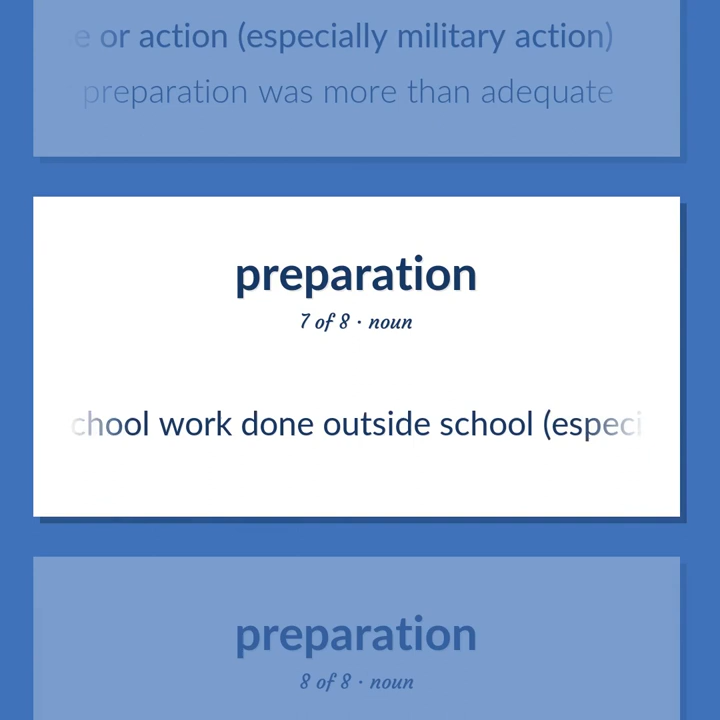 or action (especially military action)
preparation was more than adequate
preparation
7 of 8 · noun
chool work done outside school (especi
preparation
8 of 8 · noun